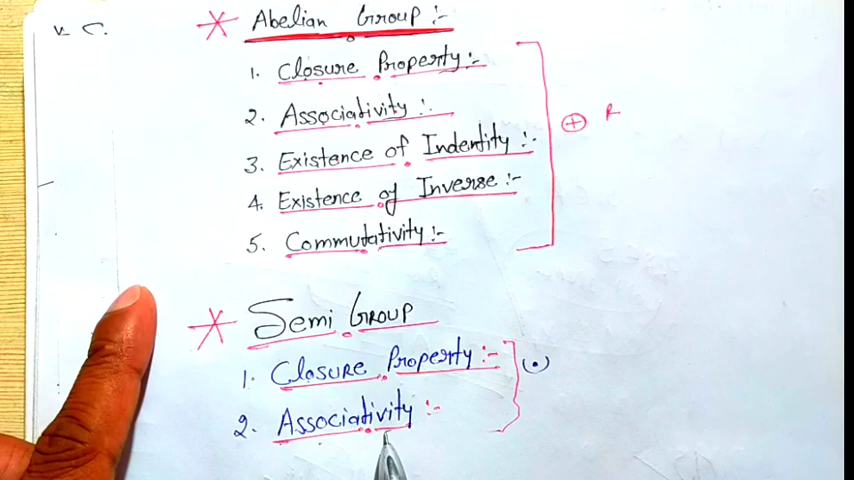 * Abelian Group :-
1. Closure Property :-
2. Associativity :-
3. Existence of Indentity :-
4. Existence of Inverse :-
5. Commutativity :-
⊕ R
* Semi Group
1. Closure Property :-
2. Associativity :-
(•)